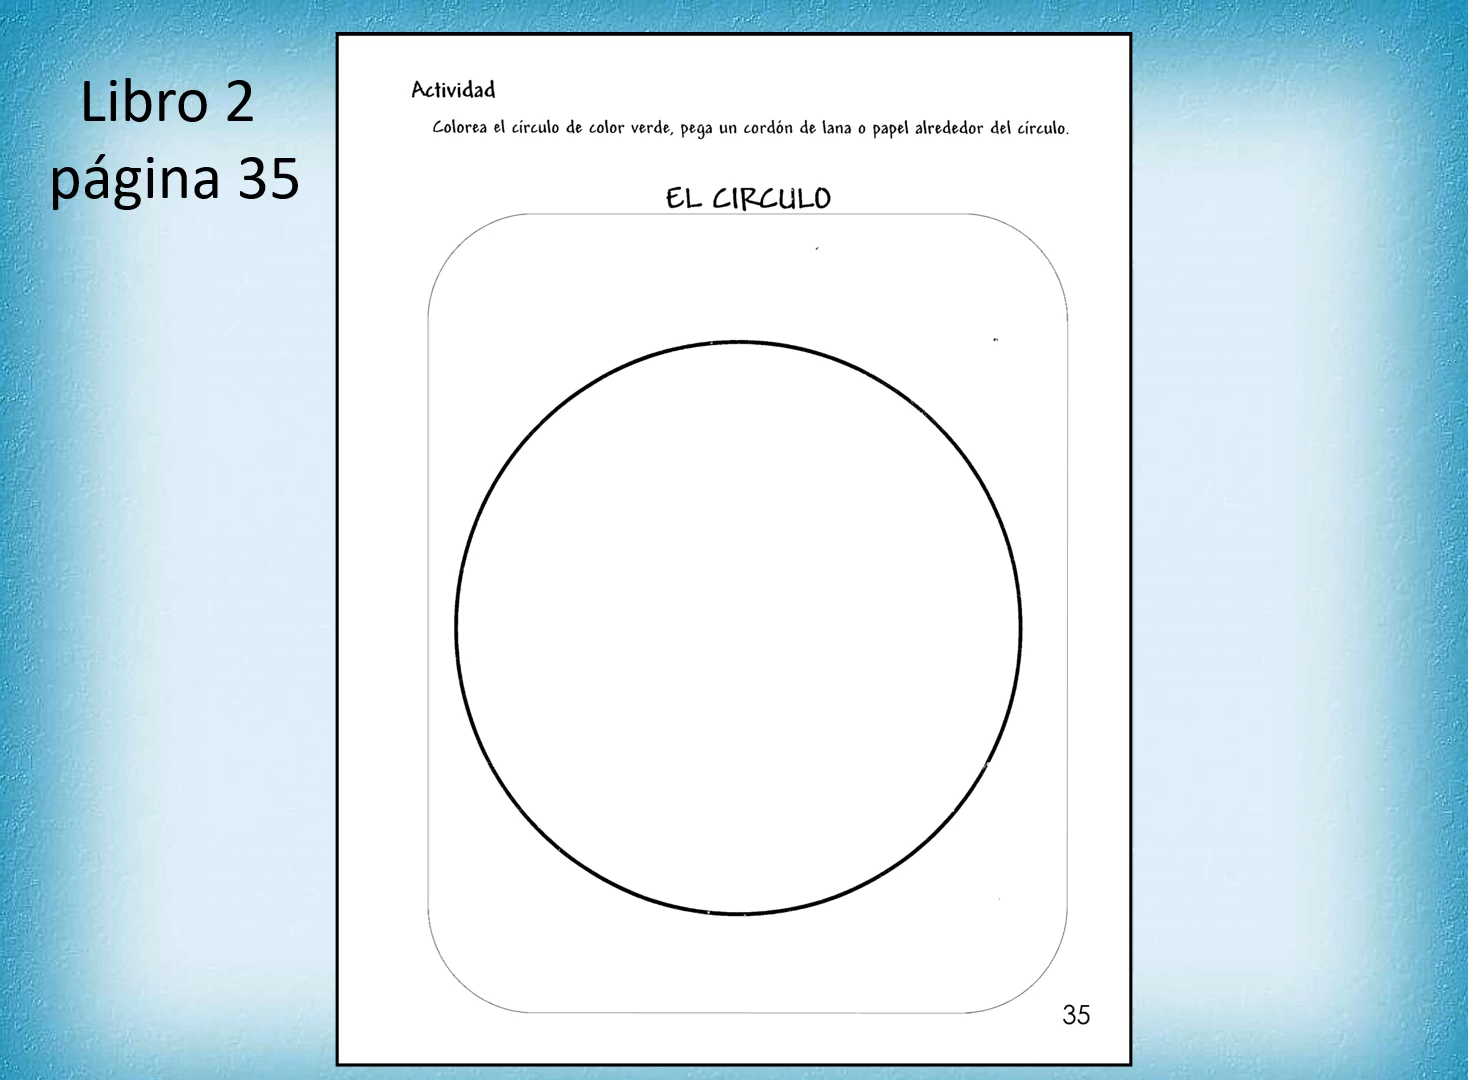 Libro 2
página 35
Actividad
Colorea el círculo de color verde, pega un cordón de lana o papel alrededor del círculo.
EL CIRCULO
35